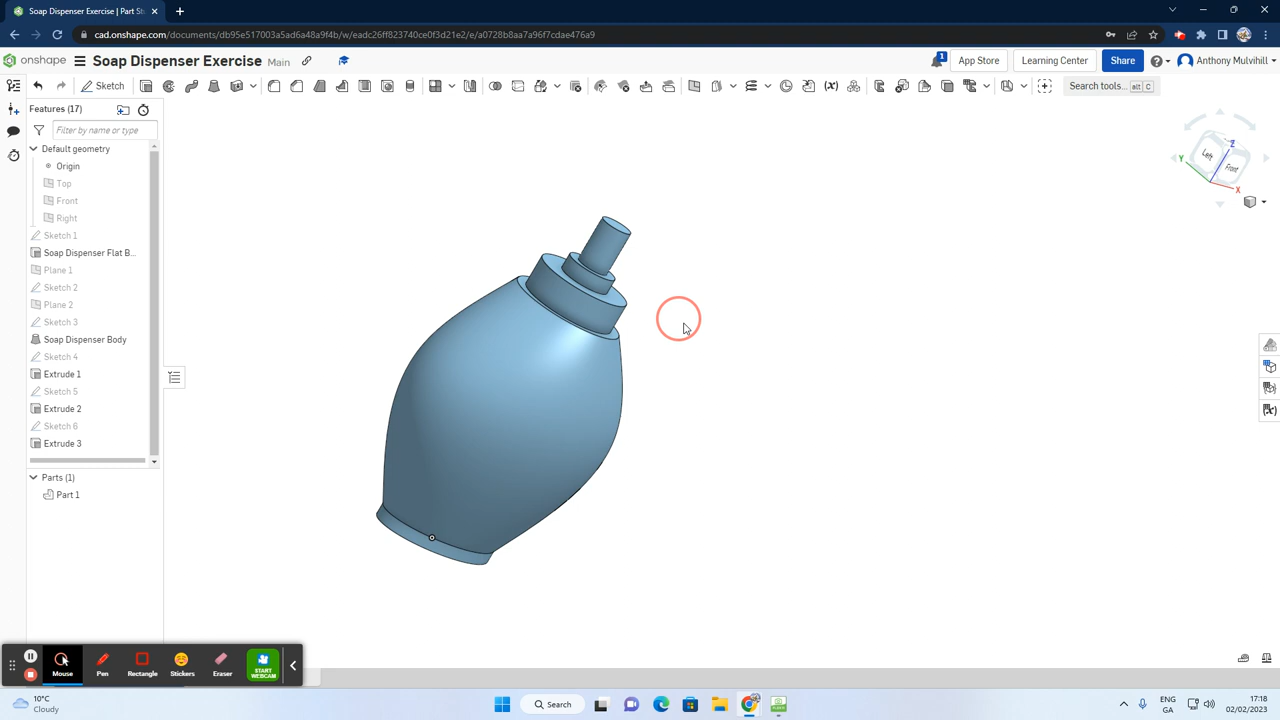 Soap Dispenser Exercise | Part St
cad.onshape.com/documents/db95e517003a5ad6a48a9f4b/w/eadc26ff823740ce0f3d21e2/e/a0728b8aa7a96f7cdae476a9
onshape
Soap Dispenser Exercise Main
1
App Store
Learning Center
Share
Anthony Mulvihill
Sketch
Search tools... alt C
Features (17)
Filter by name or type
Default geometry
Origin
Top
Front
Right
Sketch 1
Soap Dispenser Flat B...
Plane 1
Sketch 2
Plane 2
Sketch 3
Soap Dispenser Body
Sketch 4
Extrude 1
Sketch 5
Extrude 2
Sketch 6
Extrude 3
Parts (1)
Part 1
Z
Left
Front
Y
X
Mouse
Pen
Rectangle
Stickers
Eraser
START
WEBCAM
10°C
Cloudy
Search
ENG
GA
17:18
02/02/2023